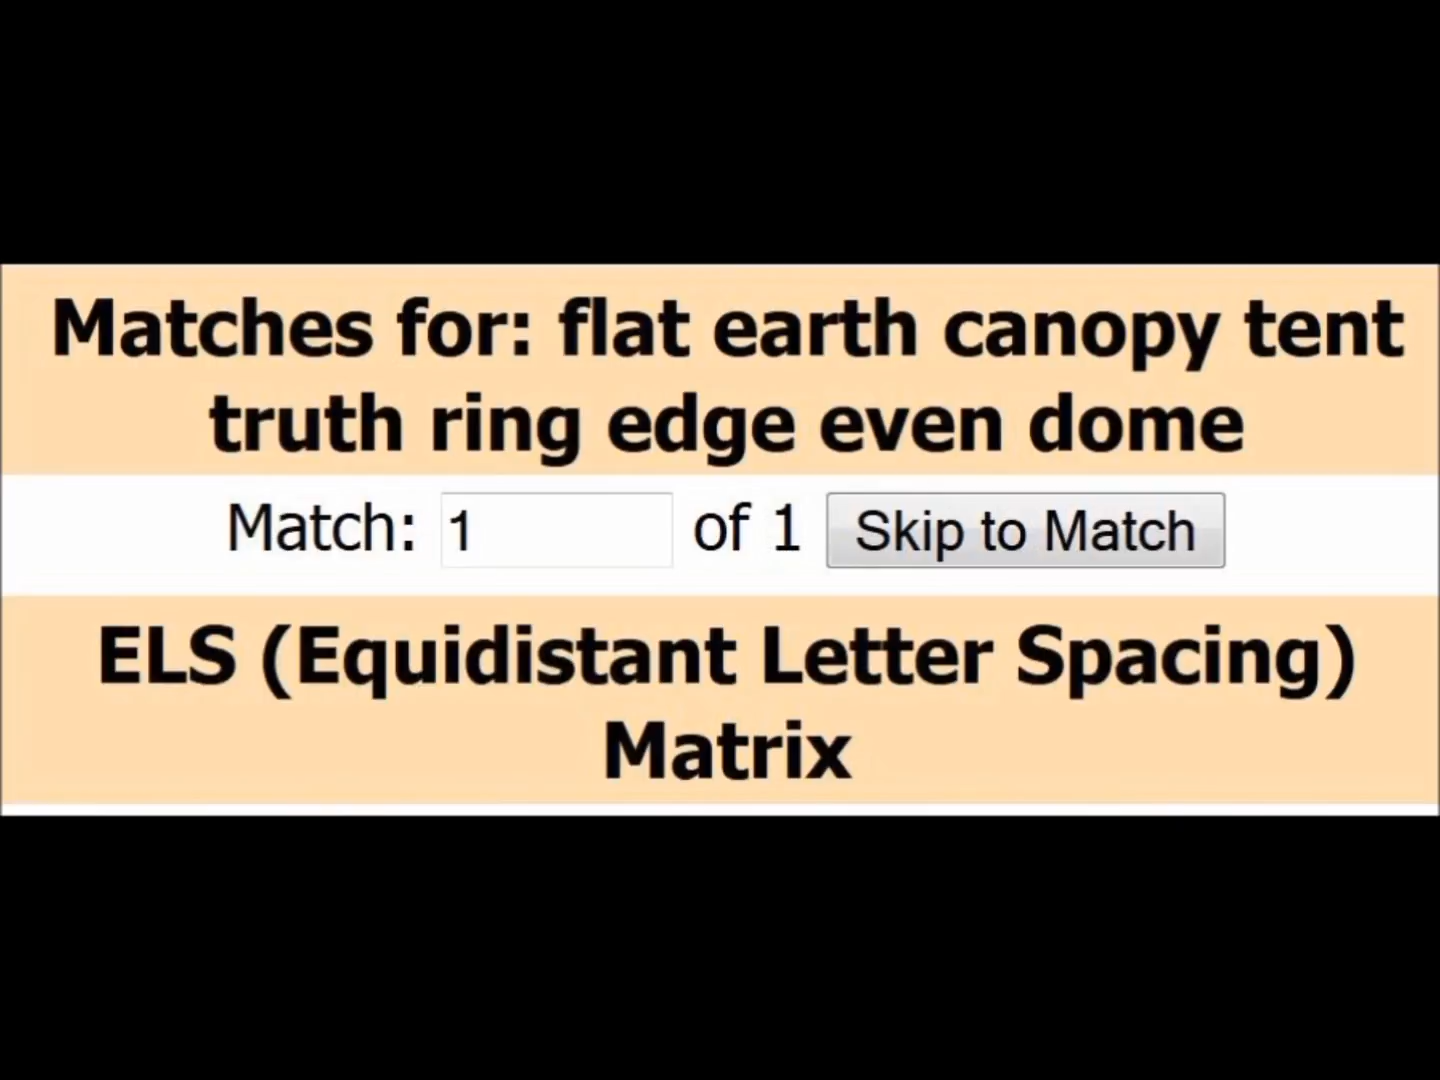 Matches for: flat earth canopy tent
truth ring edge even dome
Match: 1 of 1 Skip to Match
ELS (Equidistant Letter Spacing)
Matrix